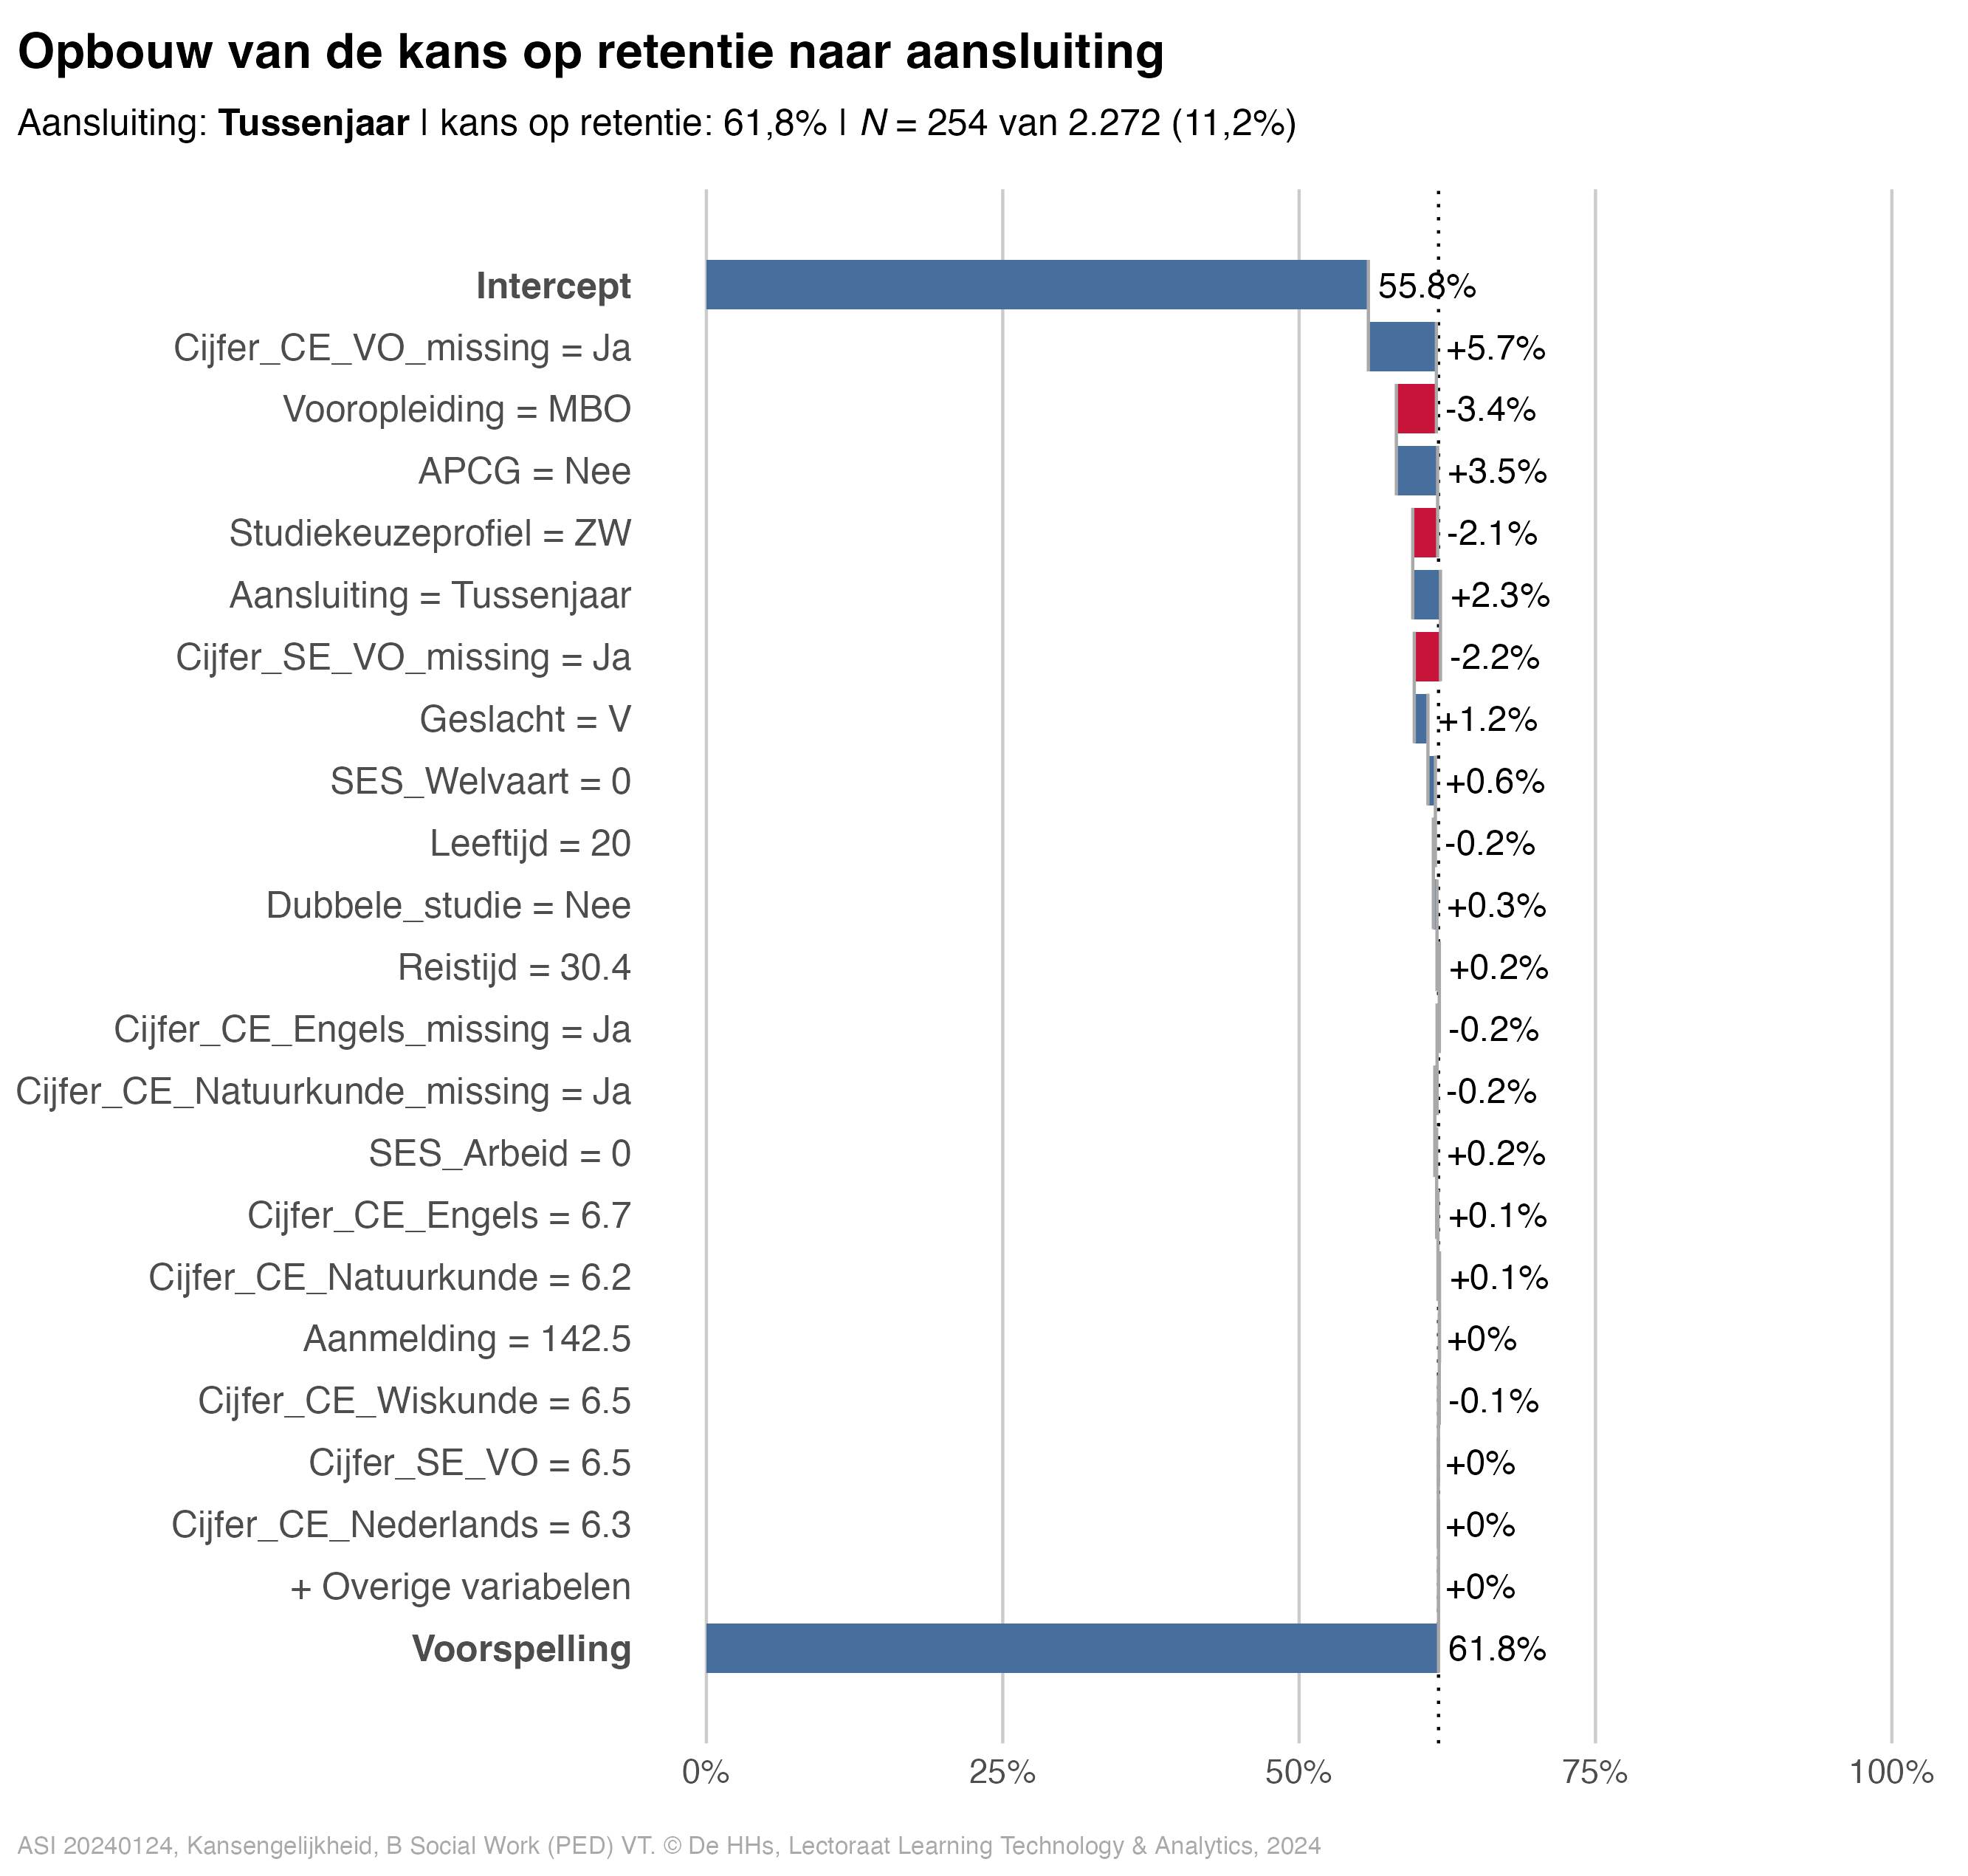 Opbouw van de kans op retentie naar aansluiting
Aansluiting: Tussenjaar | kans op retentie: 61,8% | N = 254 van 2.272 (11,2%)
Intercept 55.8%
Cijfer_CE_VO_missing = Ja +5.7%
Vooropleiding = MBO -3.4%
APCG = Nee +3.5%
Studiekeuzeprofiel = ZW -2.1%
Aansluiting = Tussenjaar +2.3%
Cijfer_SE_VO_missing = Ja -2.2%
Geslacht = V +1.2%
SES_Welvaart = 0 +0.6%
Leeftijd = 20 -0.2%
Dubbele_studie = Nee +0.3%
Reistijd = 30.4 +0.2%
Cijfer_CE_Engels_missing = Ja -0.2%
Cijfer_CE_Natuurkunde_missing = Ja -0.2%
SES_Arbeid = 0 +0.2%
Cijfer_CE_Engels = 6.7 +0.1%
Cijfer_CE_Natuurkunde = 6.2 +0.1%
Aanmelding = 142.5 +0%
Cijfer_CE_Wiskunde = 6.5 -0.1%
Cijfer_SE_VO = 6.5 +0%
Cijfer_CE_Nederlands = 6.3 +0%
+ Overige variabelen +0%
Voorspelling 61.8%
0% 25% 50% 75% 100%
ASI 20240124, Kansengelijkheid, B Social Work (PED) VT. © De HHs, Lectoraat Learning Technology & Analytics, 2024